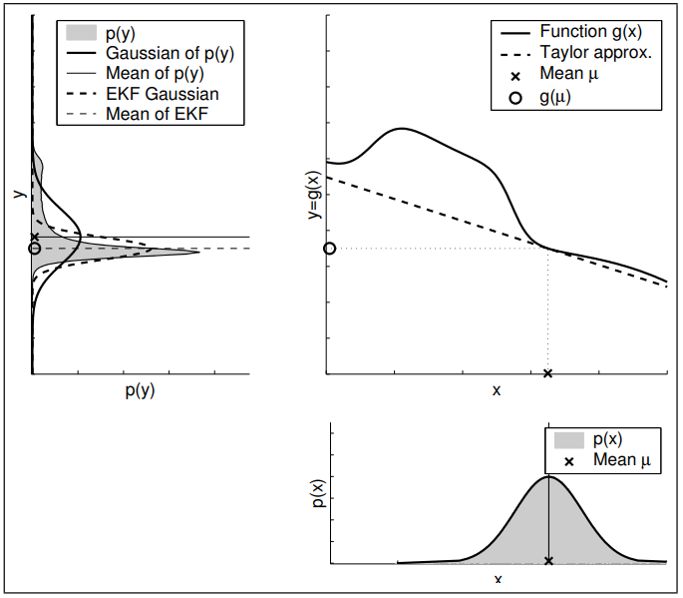 p(y)
Gaussian of p(y)
Mean of p(y)
EKF Gaussian
Mean of EKF
y
p(y)
Function g(x)
Taylor approx.
Mean μ
g(μ)
y=g(x)
x
p(x)
Mean μ
p(x)
x